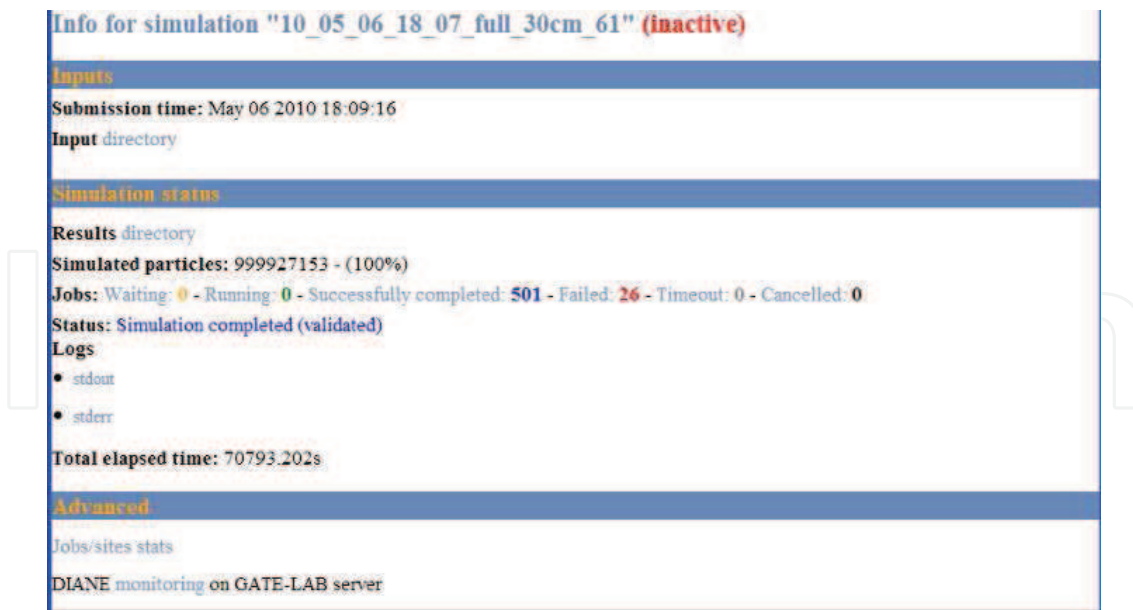 Info for simulation "10_05_06_18_07_full_30cm_61" (inactive)
Inputs
Submission time: May 06 2010 18:09:16
Input directory
Simulation status
Results directory
Simulated particles: 999927153 - (100%)
Jobs: Waiting: 0 - Running: 0 - Successfully completed: 501 - Failed: 26 - Timeout: 0 - Cancelled: 0
Status: Simulation completed (validated)
Logs
• stdout
• stderr
Total elapsed time: 70793.202s
Advanced
Jobs/sites stats
DIANE monitoring on GATE-LAB server